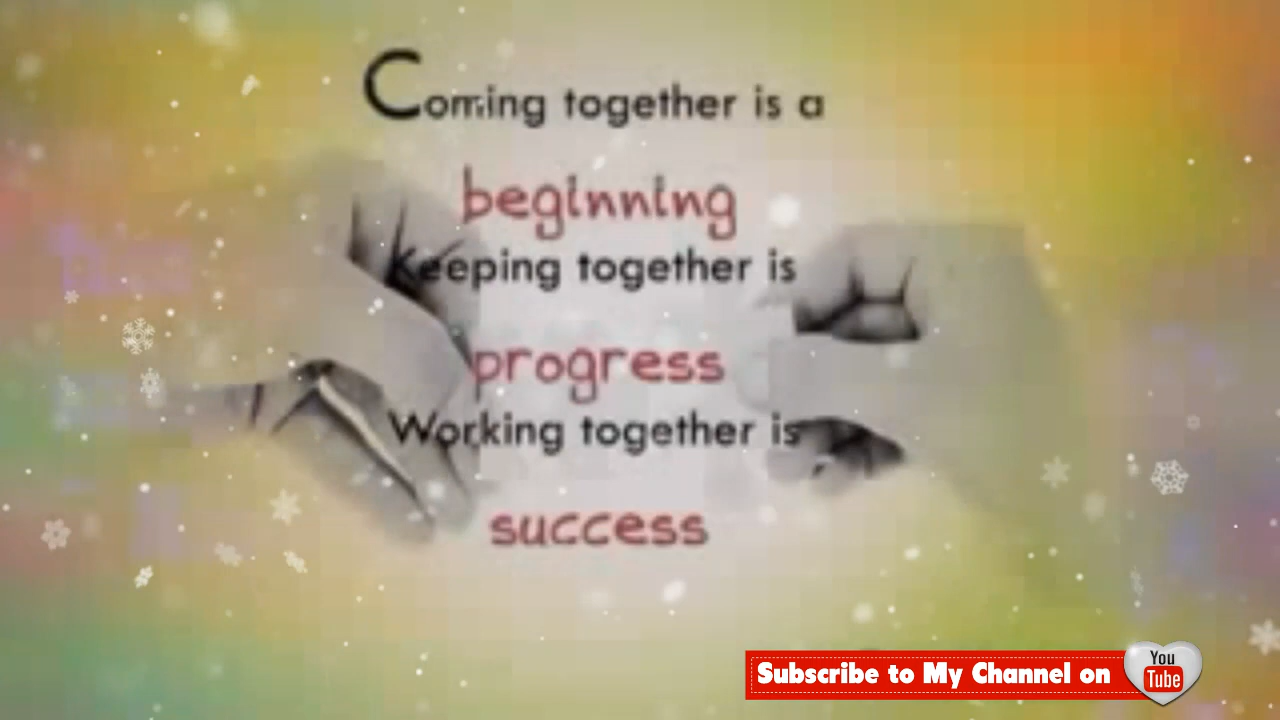 Coming together is a
beginning
Keeping together is
progress
Working together is
success
Subscribe to My Channel on
You
Tube